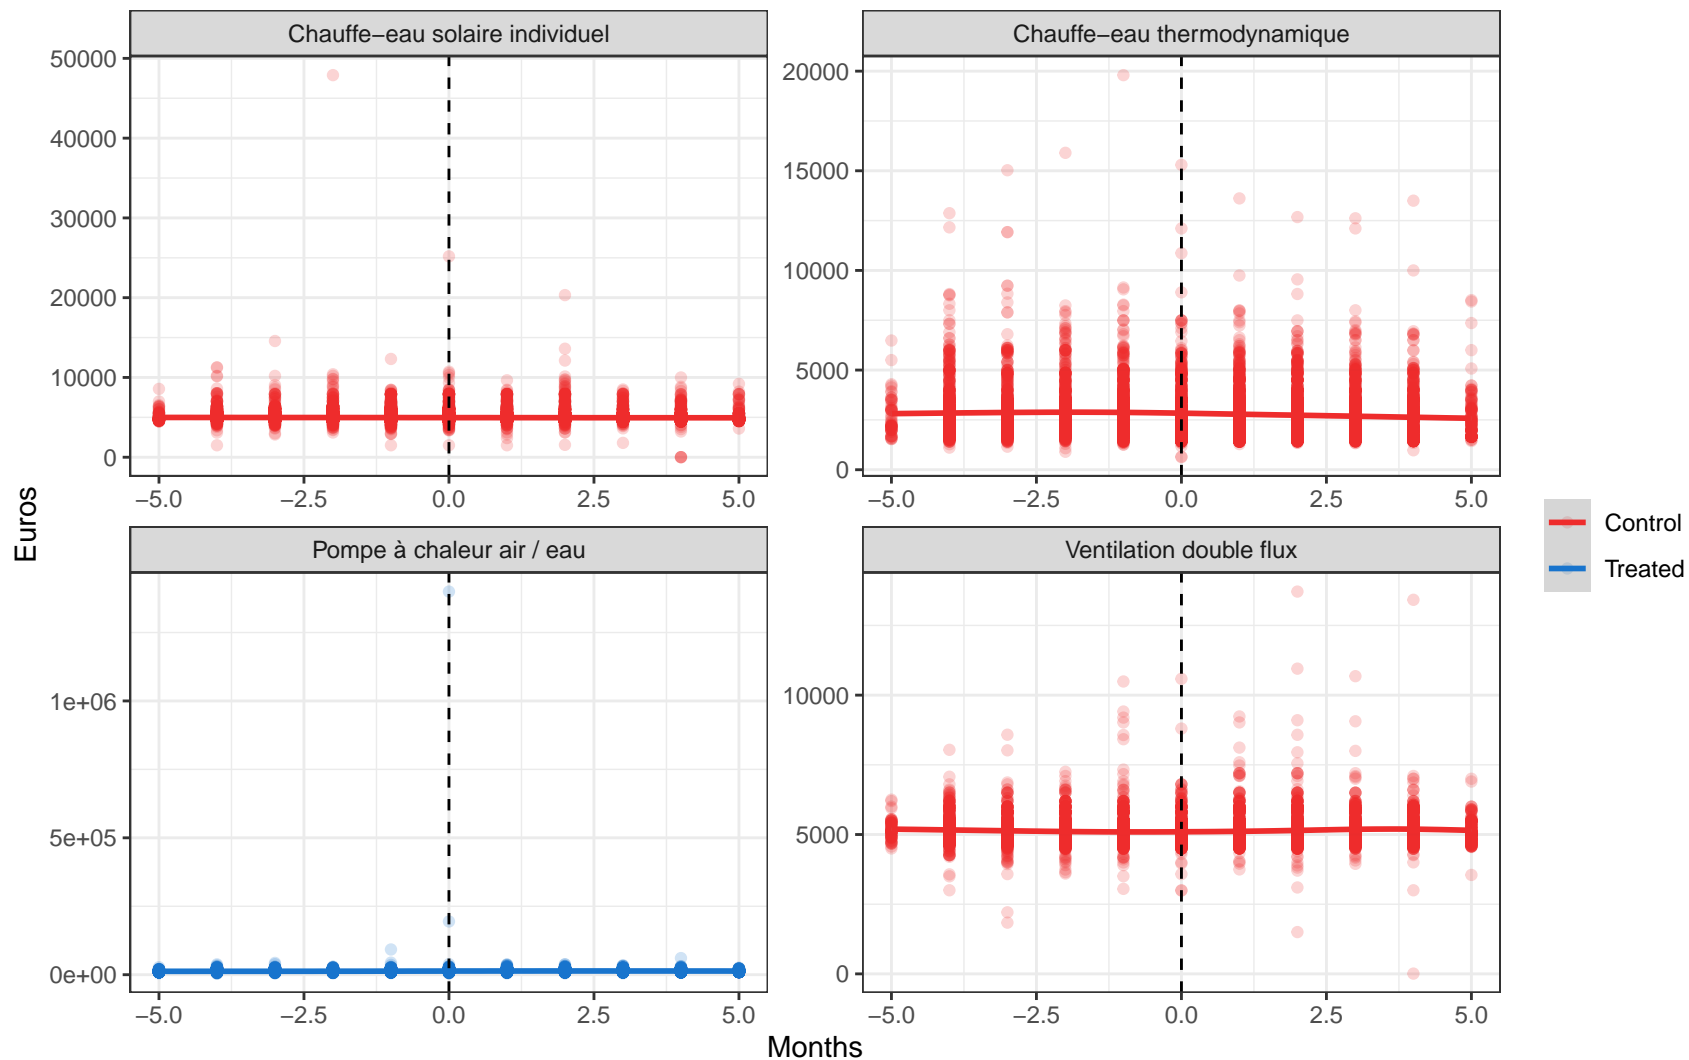 Chauffe−eau solaire individuel
Chauffe−eau thermodynamique
50000
40000
30000
20000
10000
0
20000
15000
10000
5000
0
−5.0 −2.5 0.0 2.5 5.0
−5.0 −2.5 0.0 2.5 5.0
Euros
Pompe à chaleur air / eau
Ventilation double flux
1e+06
5e+05
0e+00
10000
5000
0
−5.0 −2.5 0.0 2.5 5.0
−5.0 −2.5 0.0 2.5 5.0
Months
Control
Treated